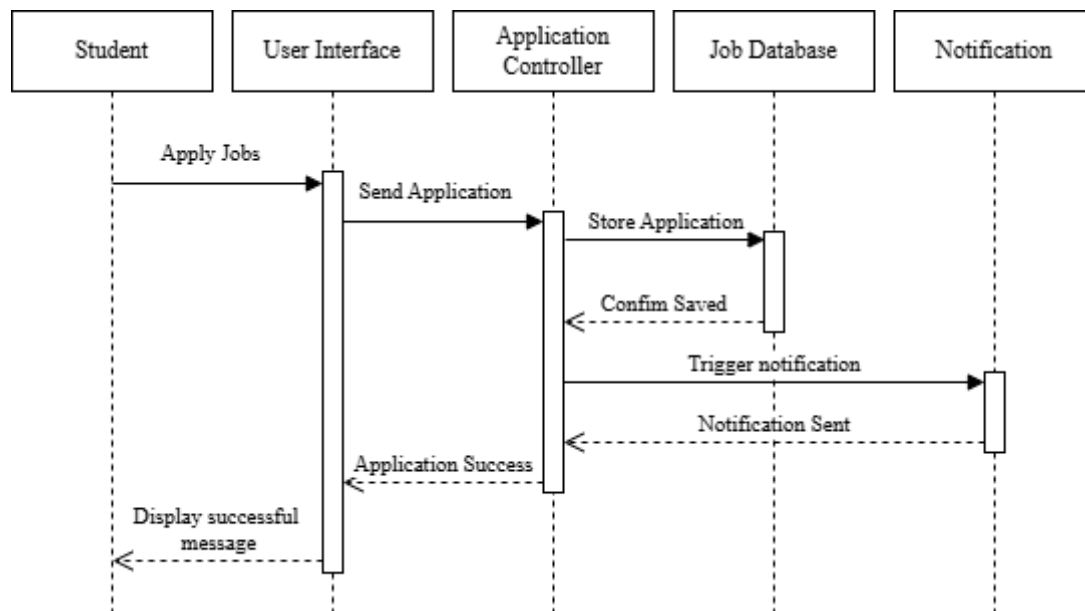 Student
User Interface
Application
Controller
Job Database
Notification
Apply Jobs
Send Application
Store Application
Confim Saved
Trigger notification
Notification Sent
Application Success
Display successful
message